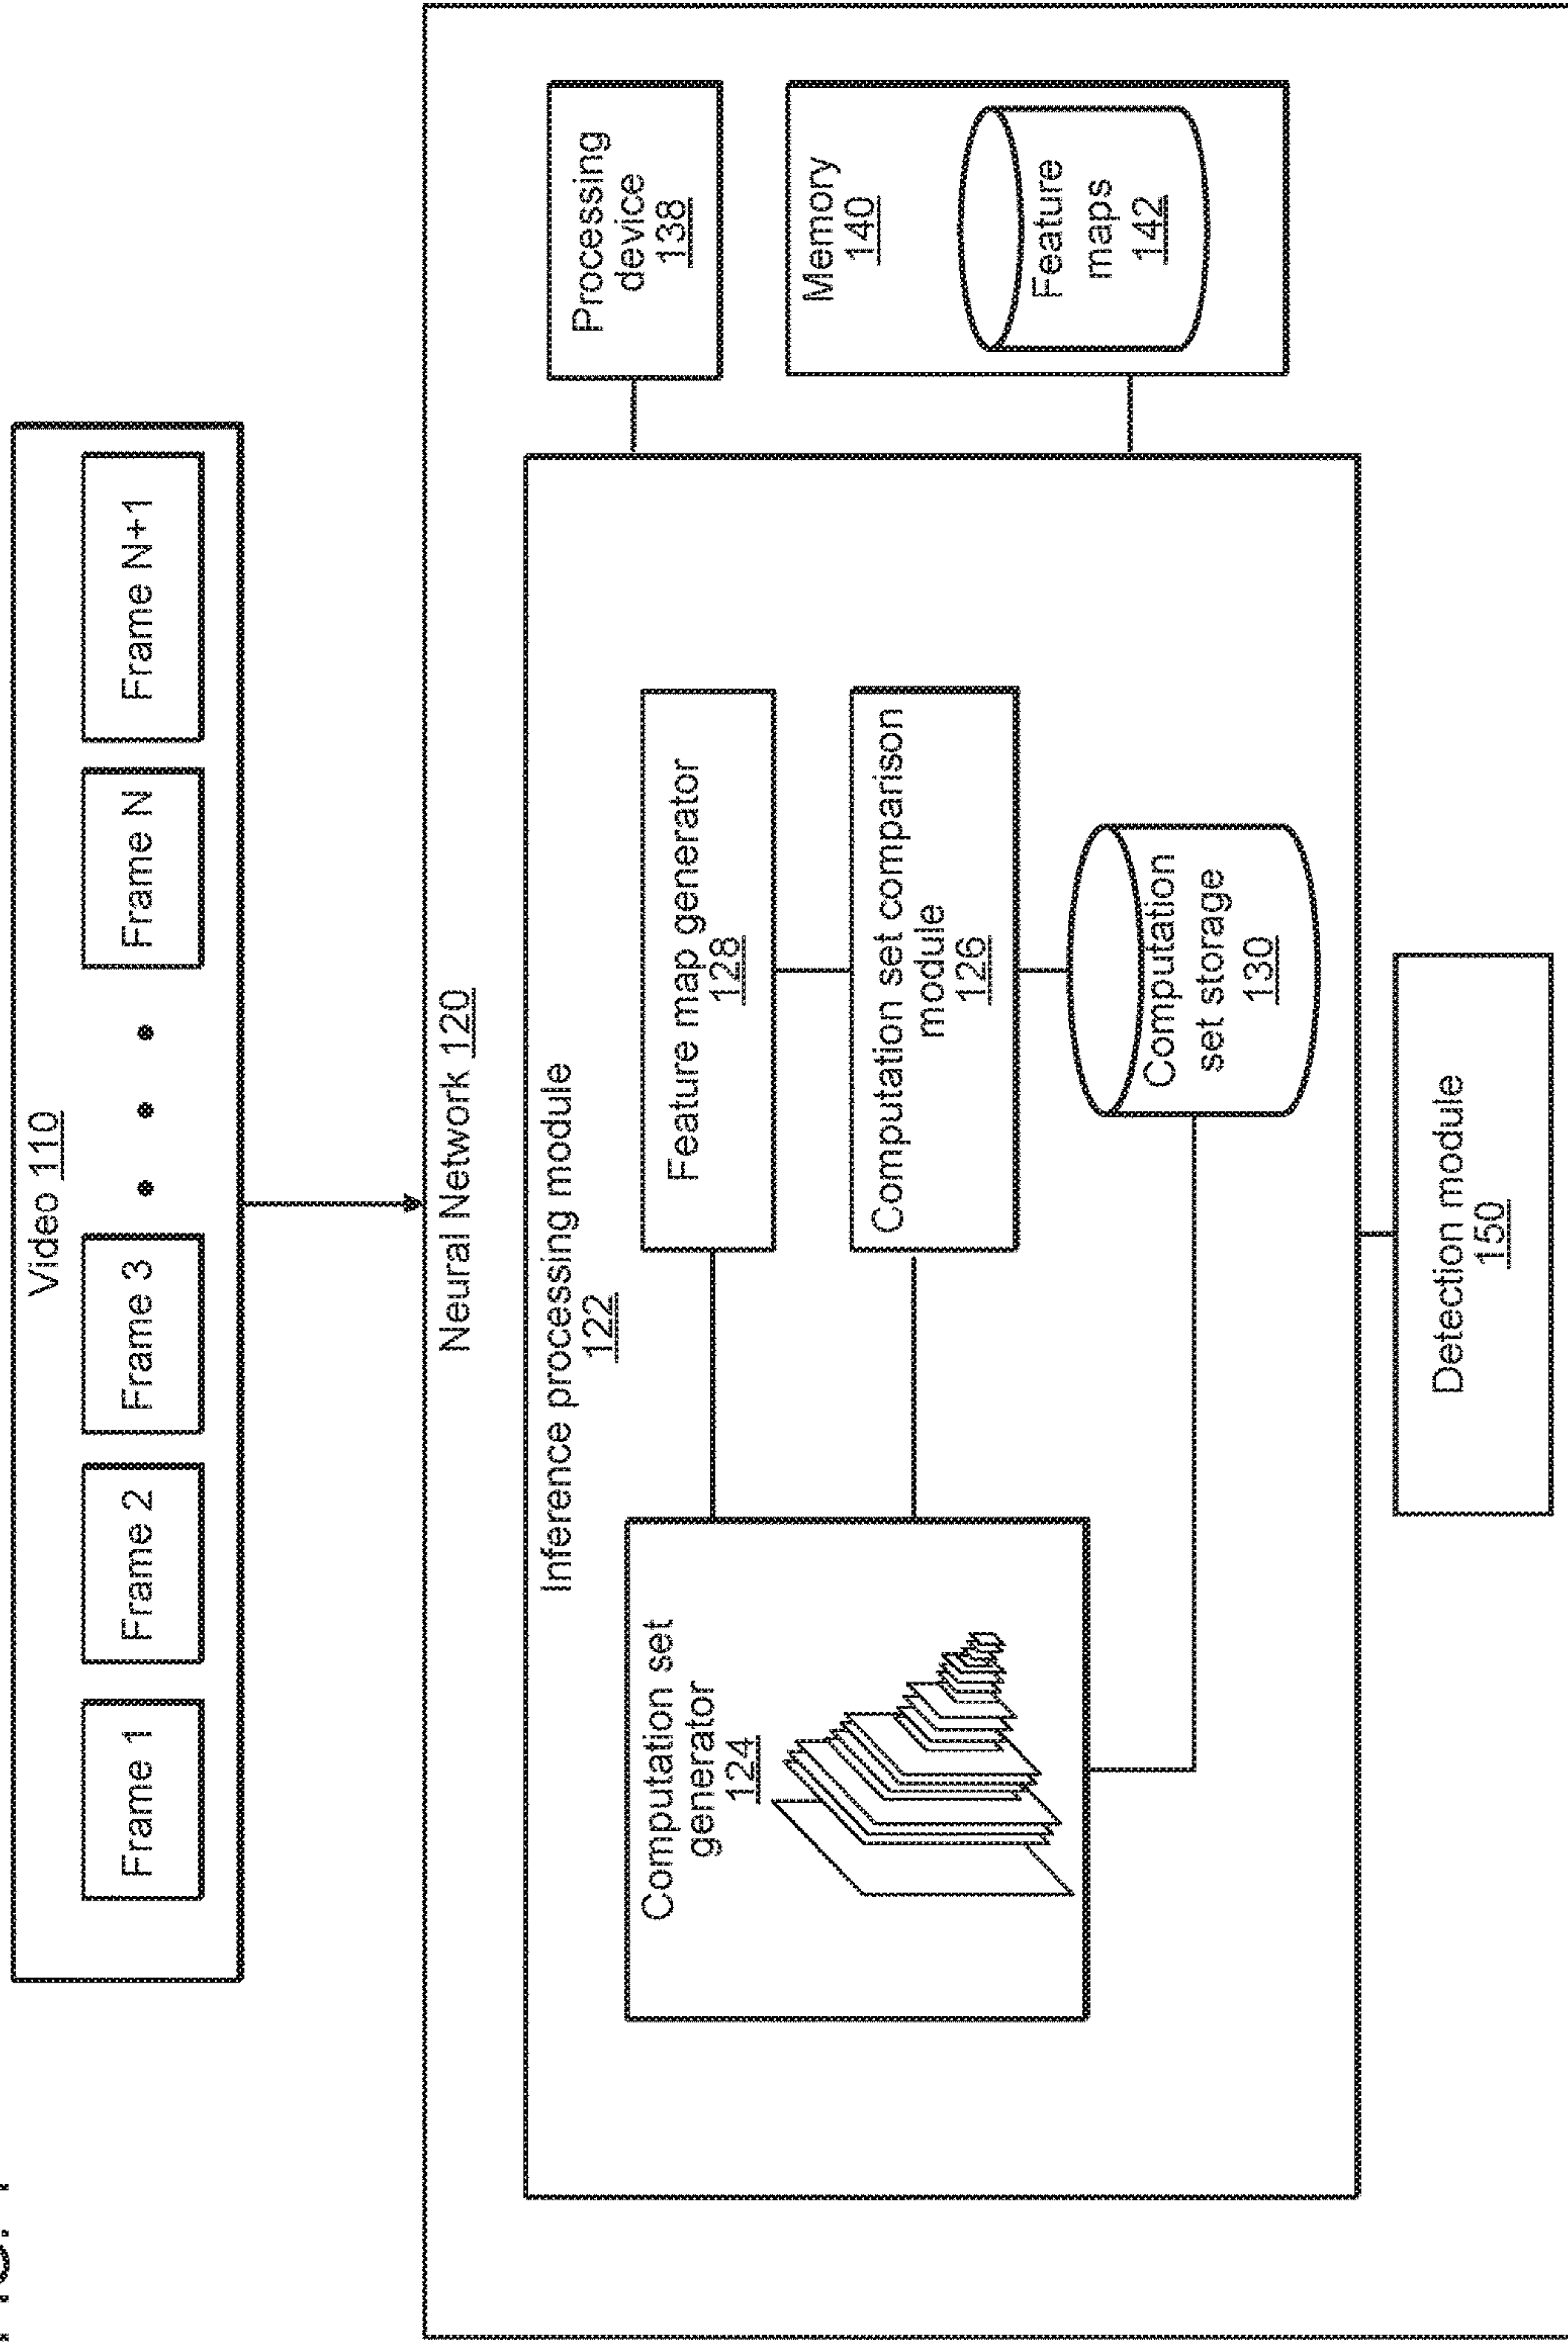 Video 110
Frame 1
Frame 2
Frame 3
Frame N
Frame N+1
Neural Network 120
Inference processing module
122
Computation set
generator
124
Feature map generator
128
Computation set comparison
module
126
Computation
set storage
130
Processing
device
138
Memory
140
Feature
maps
142
Detection module
150